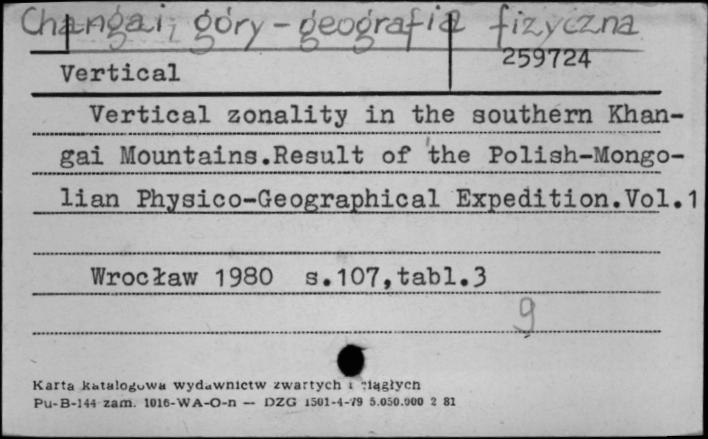 Changai, góry - geografia fizyczna
259724
Vertical
Vertical zonality in the southern Khan-
gai Mountains.Result of the Polish-Mongo-
lian Physico-Geographical Expedition.Vol.1
Wrocław 1980 s.107,tabl.3
9
Karta katalogowa wydawnictw zwartych i ciągłych
Pu-B-144 zam. 1016-WA-O-n — DZG 1501-4-79 5.050.000 2 81